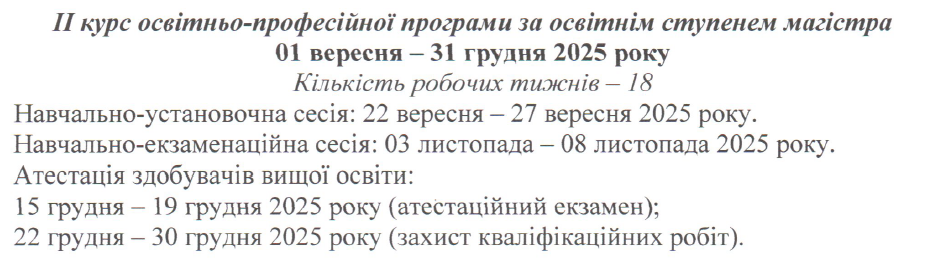 ІІ курс освітньо-професійної програми за освітнім ступенем магістра
01 вересня – 31 грудня 2025 року
Кількість робочих тижнів – 18
Навчально-установочна сесія: 22 вересня – 27 вересня 2025 року.
Навчально-екзаменаційна сесія: 03 листопада – 08 листопада 2025 року.
Атестація здобувачів вищої освіти:
15 грудня – 19 грудня 2025 року (атестаційний екзамен);
22 грудня – 30 грудня 2025 року (захист кваліфікаційних робіт).